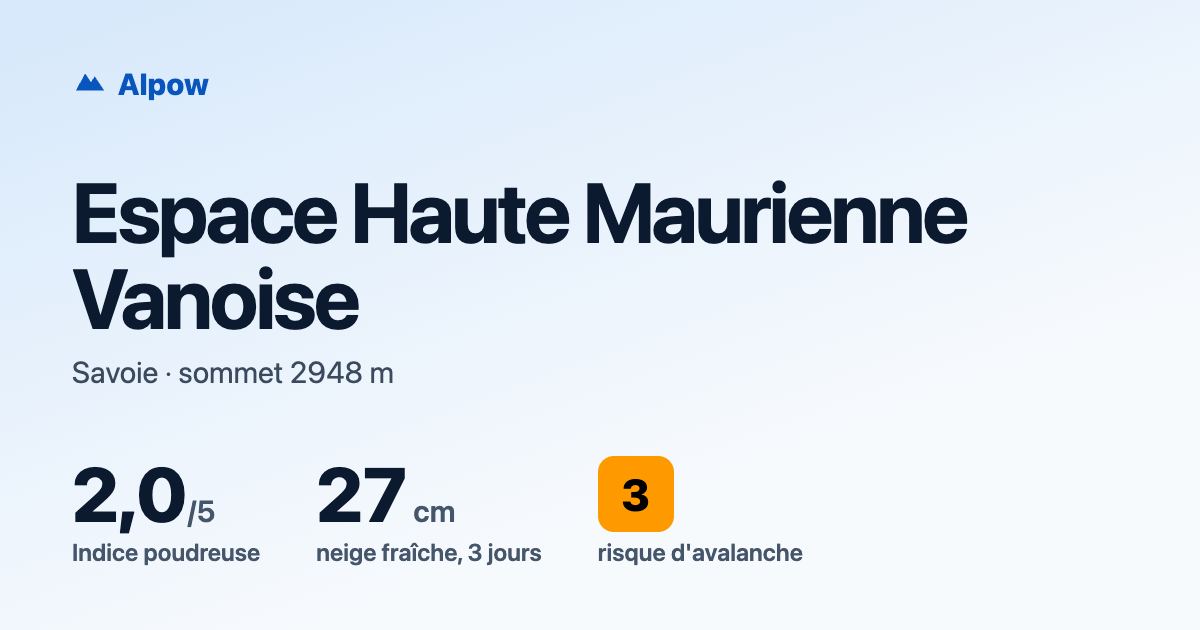 Alpow
Espace Haute Maurienne
Vanoise
Savoie · sommet 2948 m
2,0/5
Indice poudreuse
27 cm
neige fraîche, 3 jours
3
risque d'avalanche